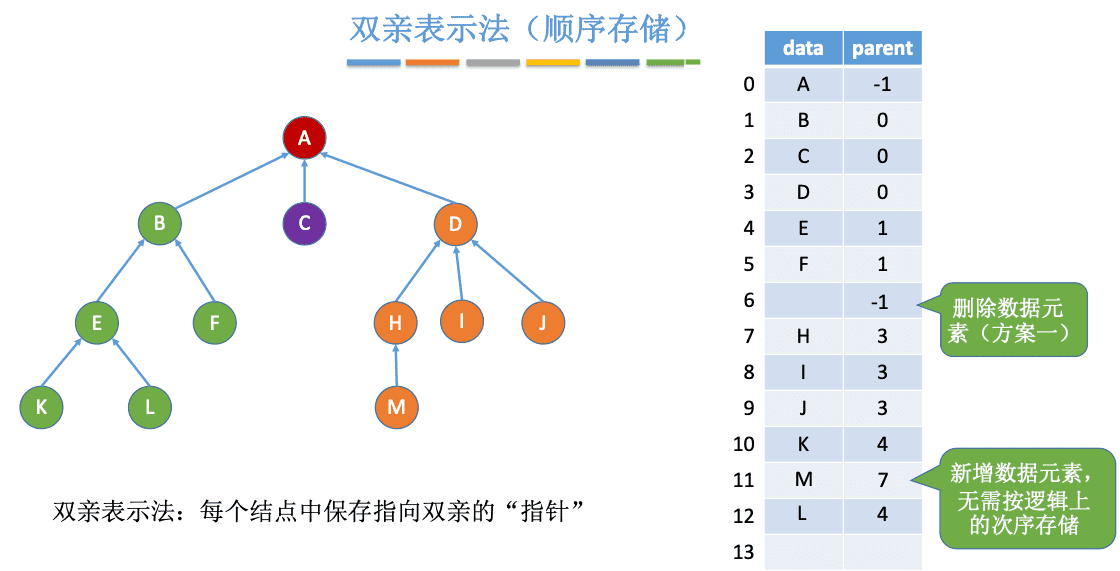 双亲表示法（顺序存储）
A
B
C
D
E
F
H
I
J
K
L
M
双亲表示法：每个结点中保存指向双亲的“指针”
data parent
0 A -1
1 B 0
2 C 0
3 D 0
4 E 1
5 F 1
6 -1
7 H 3
8 I 3
9 J 3
10 K 4
11 M 7
12 L 4
13
删除数据元
素（方案一）
新增数据元素，
无需按逻辑上
的次序存储